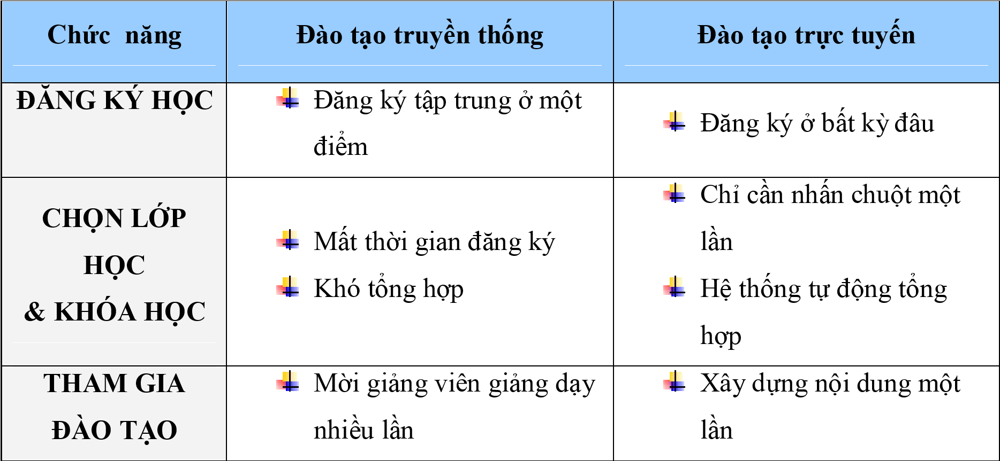 Chức năng
Đào tạo truyền thống
Đào tạo trực tuyến
ĐĂNG KÝ HỌC
Đăng ký tập trung ở một
điểm
Đăng ký ở bất kỳ đâu
CHỌN LỚP
HỌC
& KHÓA HỌC
Mất thời gian đăng ký
Khó tổng hợp
Chỉ cần nhấn chuột một
lần
Hệ thống tự động tổng
hợp
THAM GIA
ĐÀO TẠO
Mời giảng viên giảng dạy
nhiều lần
Xây dựng nội dung một
lần